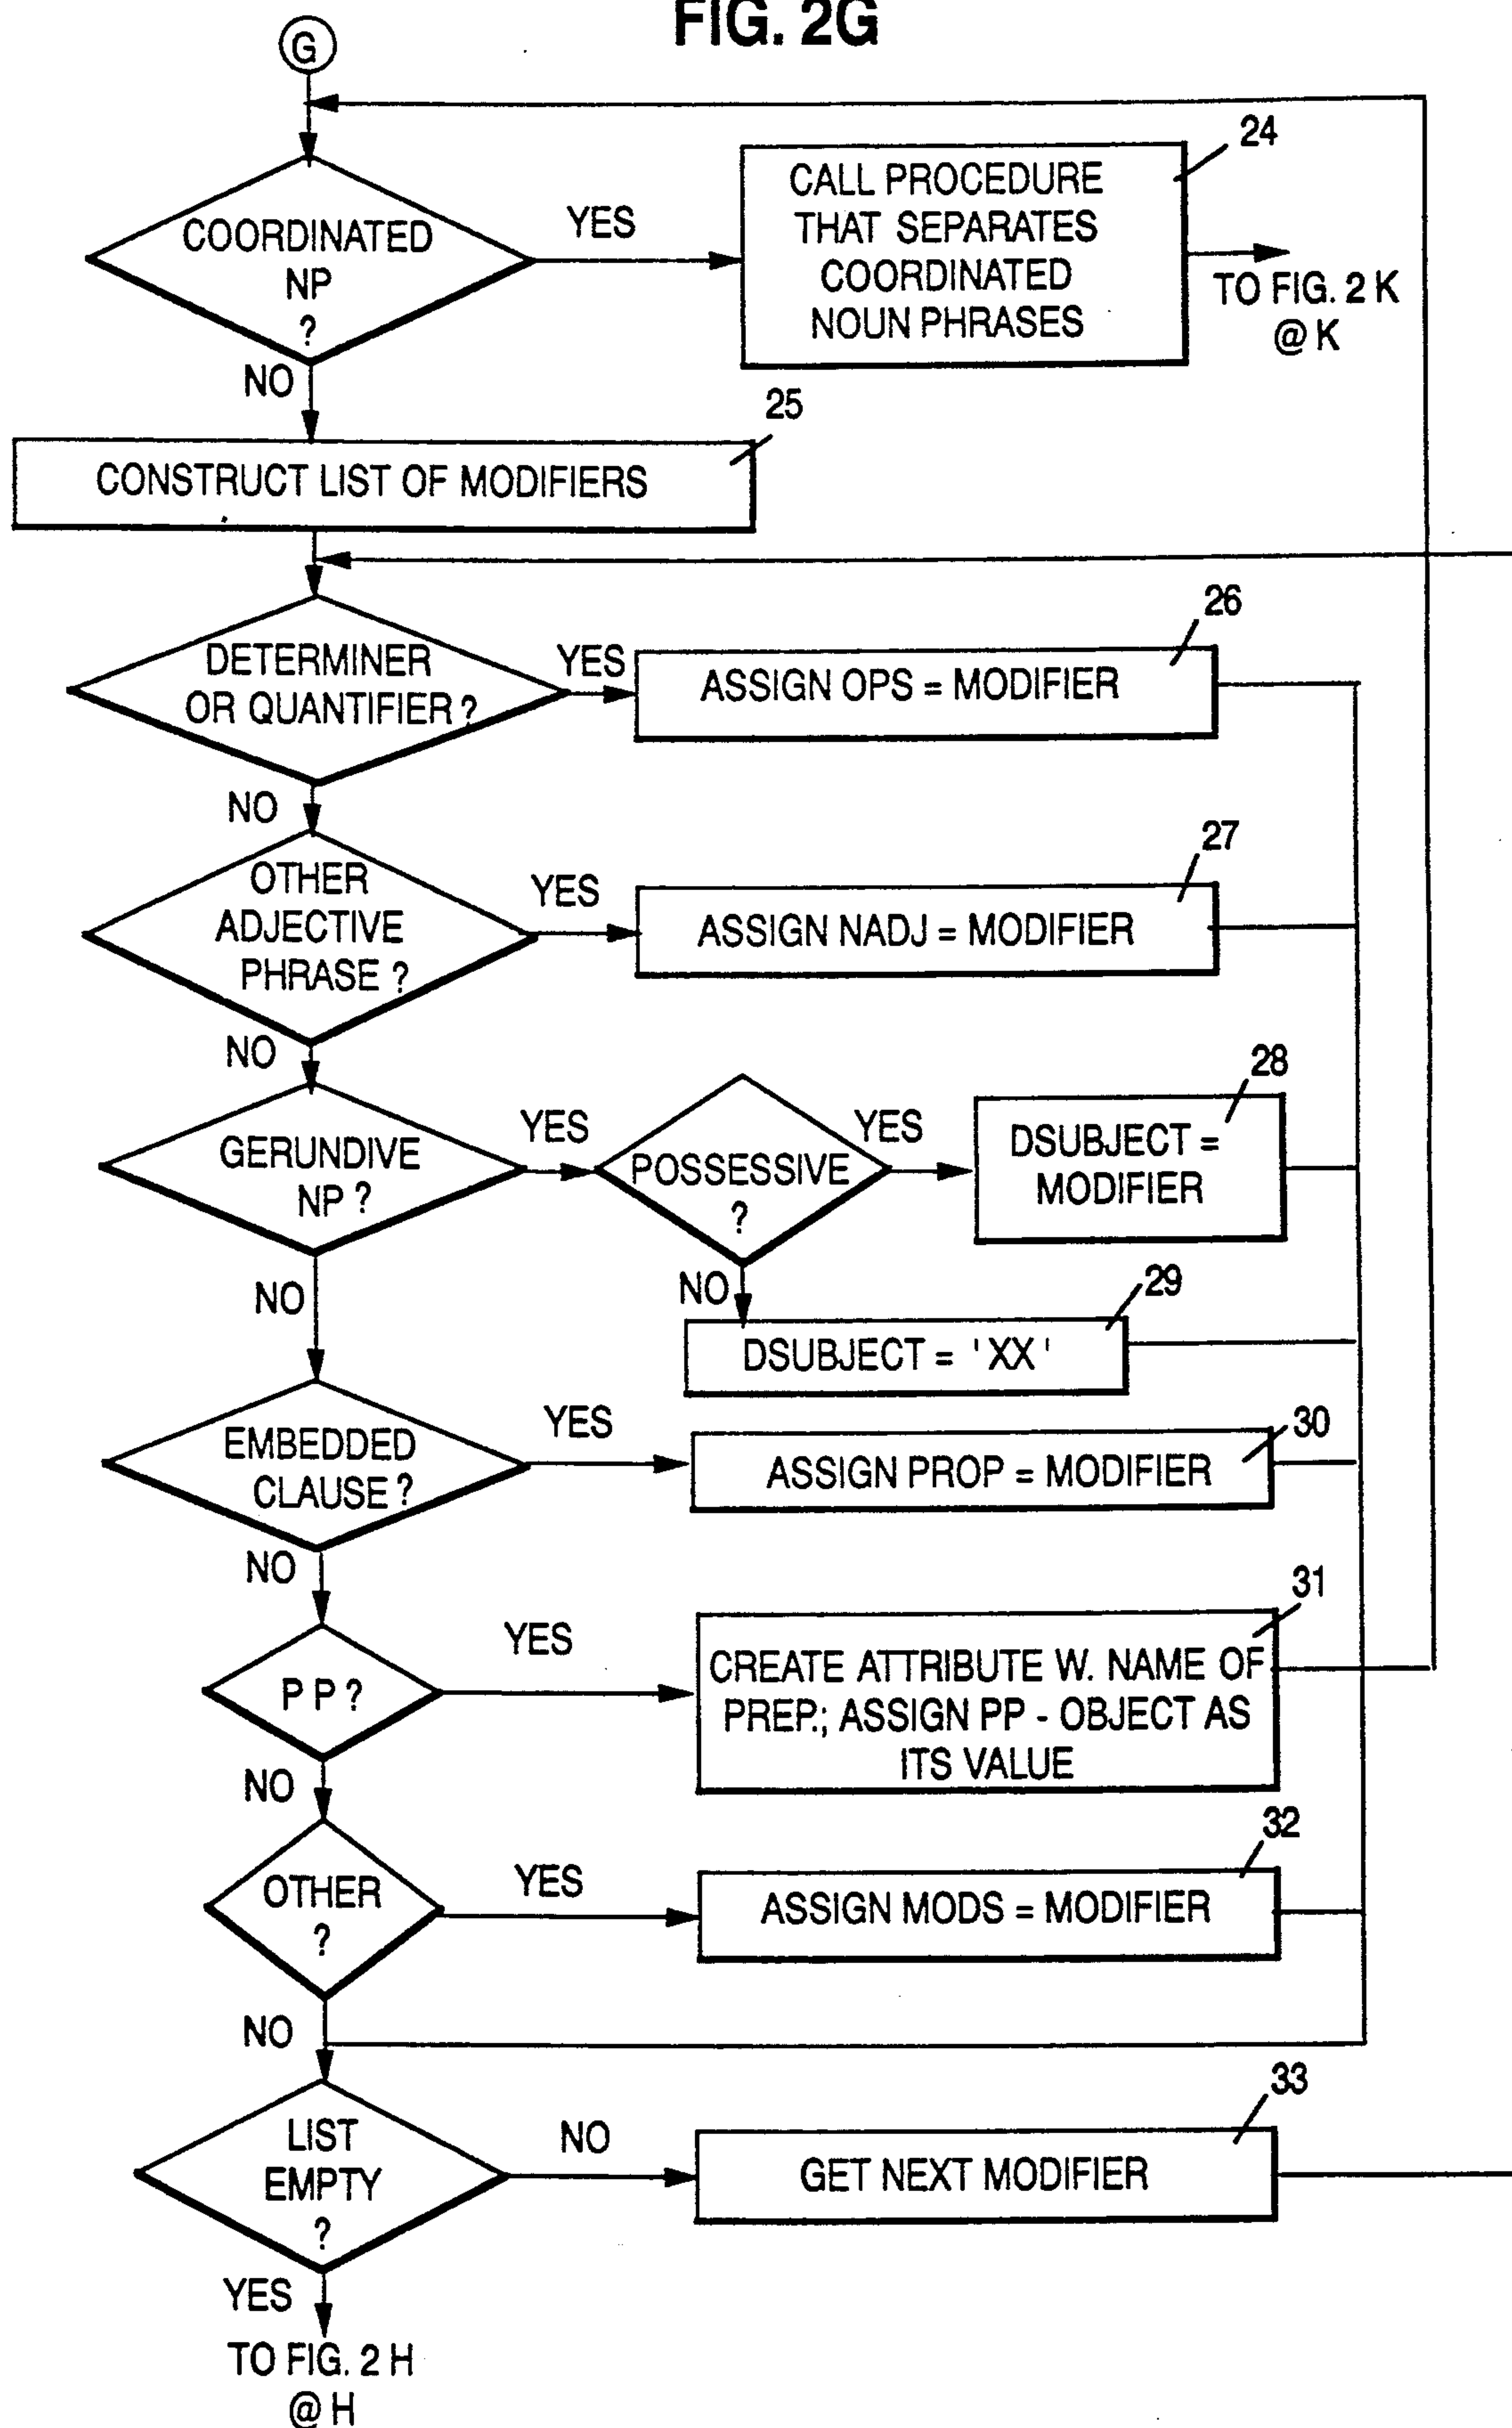 FIG. 2G
G
COORDINATED
NP
?
YES
24
CALL PROCEDURE
THAT SEPARATES
COORDINATED
NOUN PHRASES
TO FIG. 2 K
@ K
NO
25
CONSTRUCT LIST OF MODIFIERS
DETERMINER
OR QUANTIFIER ?
YES
26
ASSIGN OPS = MODIFIER
NO
OTHER
ADJECTIVE
PHRASE ?
YES
27
ASSIGN NADJ = MODIFIER
NO
GERUNDIVE
NP ?
YES
POSSESSIVE
?
YES
28
DSUBJECT =
MODIFIER
NO
29
DSUBJECT = 'XX'
NO
EMBEDDED
CLAUSE ?
YES
30
ASSIGN PROP = MODIFIER
NO
P P ?
YES
31
CREATE ATTRIBUTE W. NAME OF
PREP.; ASSIGN PP - OBJECT AS
ITS VALUE
NO
OTHER
?
YES
32
ASSIGN MODS = MODIFIER
NO
LIST
EMPTY
?
NO
33
GET NEXT MODIFIER
YES
TO FIG. 2 H
@ H